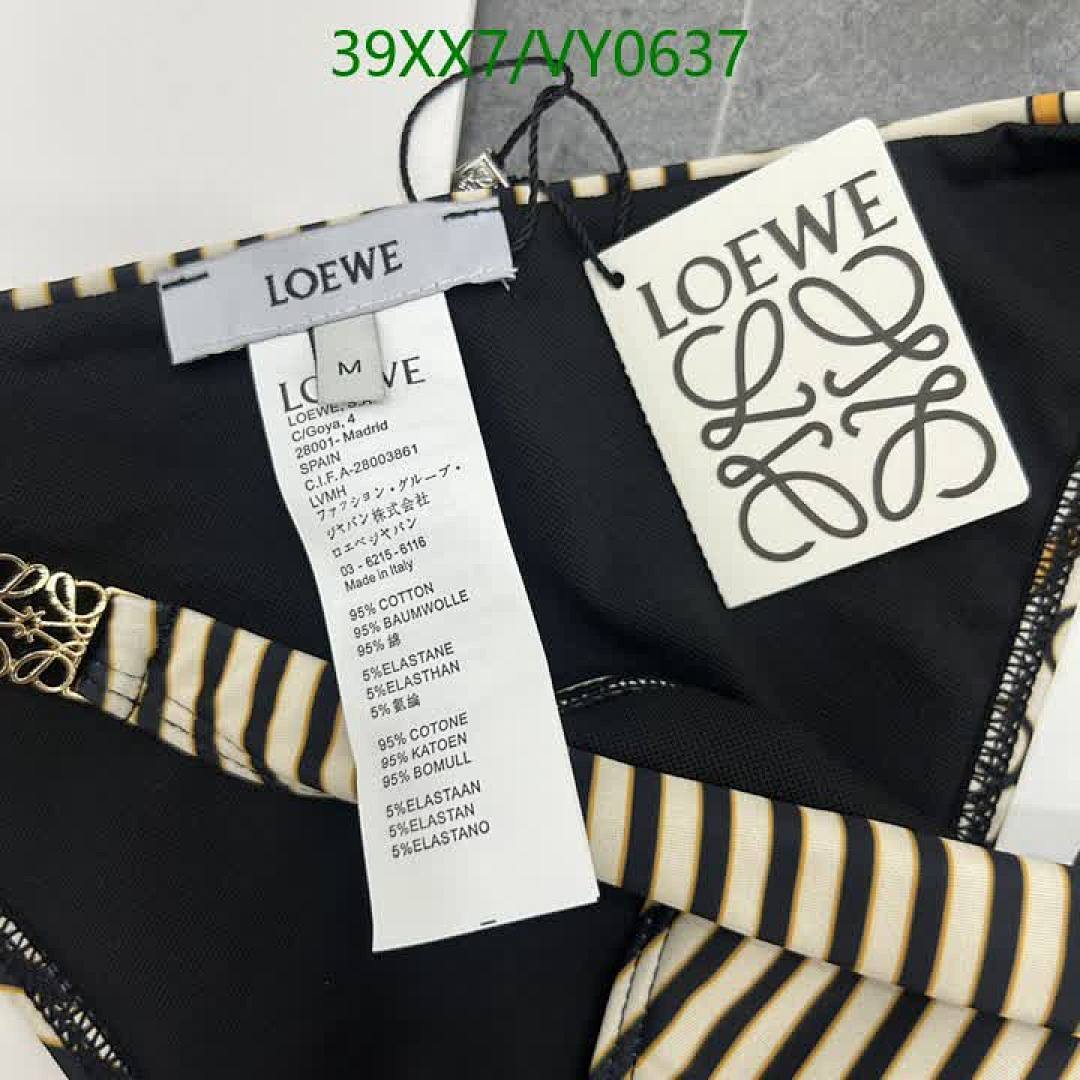 39XX7/VY0637
LOEWE
M
LOEWE
LOEWE
LOEWE, S.A.
C/Goya, 4
28001- Madrid
SPAIN
C.I.F. A-28003861
LVMH
ファッション・グループ・
ジャパン株式会社
ロエベジャパン
03 - 6215-6116
Made in Italy
95% COTTON
95% BAUMWOLLE
95% 綿
5%ELASTANE
5%ELASTHAN
5% 氨綸
95% COTONE
95% KATOEN
95% BOMULL
5%ELASTAAN
5%ELASTAN
5%ELASTANO